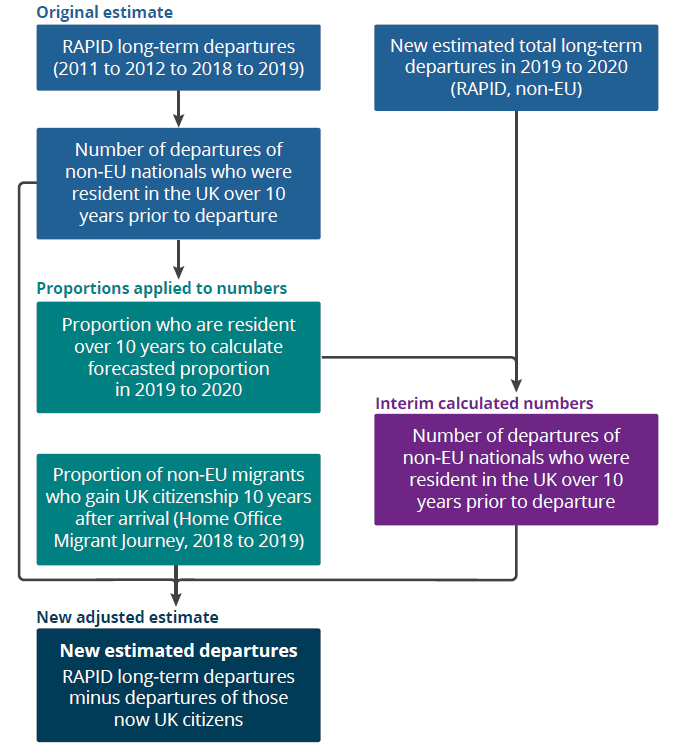 Original estimate
RAPID long-term departures
(2011 to 2012 to 2018 to 2019)
New estimated total long-term
departures in 2019 to 2020
(RAPID, non-EU)
Number of departures of
non-EU nationals who were
resident in the UK over 10
years prior to departure
Proportions applied to numbers
Proportion who are resident
over 10 years to calculate
forecasted proportion
in 2019 to 2020
Interim calculated numbers
Number of departures of
non-EU nationals who were
resident in the UK over 10
years prior to departure
Proportion of non-EU migrants
who gain UK citizenship 10 years
after arrival (Home Office
Migrant Journey, 2018 to 2019)
New adjusted estimate
New estimated departures
RAPID long-term departures
minus departures of those
now UK citizens